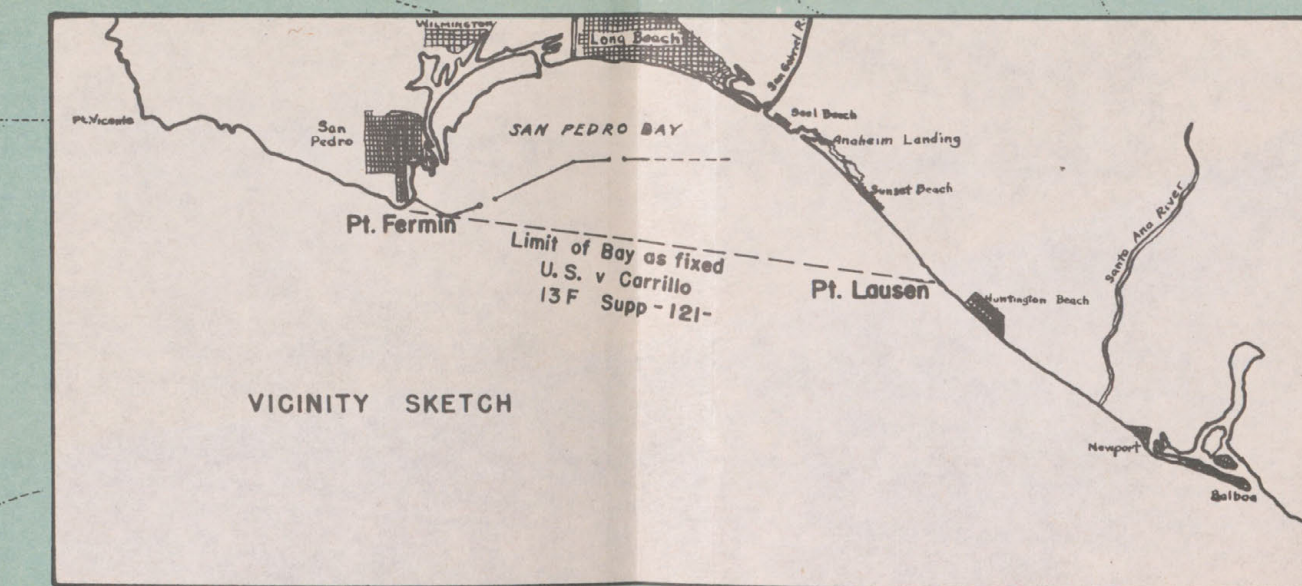 WILMINGTON
Long Beach
San Gabriel R.
Pt. Vicente
San
Pedro
SAN PEDRO BAY
Seal Beach
Anaheim Landing
Sunset Beach
Pt. Fermin
Limit of Bay as fixed
U. S. v Carrillo
13 F Supp - 121 -
Pt. Lausen
Huntington Beach
Santa Ana River
VICINITY SKETCH
Newport
Balboa